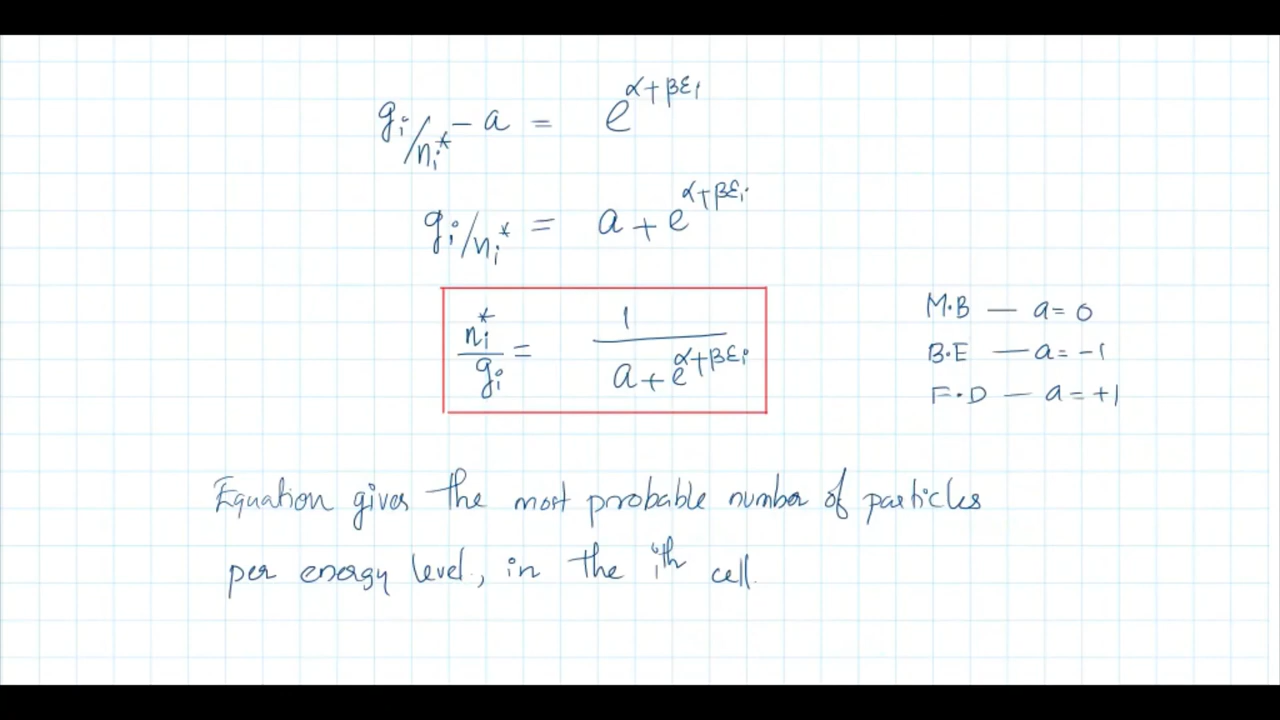 gᵢ/nᵢ* − a = e^(α+βεᵢ)
gᵢ/nᵢ* = a + e^(α+βεᵢ)
nᵢ*/gᵢ = 1/(a + e^(α+βεᵢ))
M·B — a = 0
B·E — a = −1
F·D — a = +1
Equation gives the most probable number of particles
per energy level, in the iᵗʰ cell.